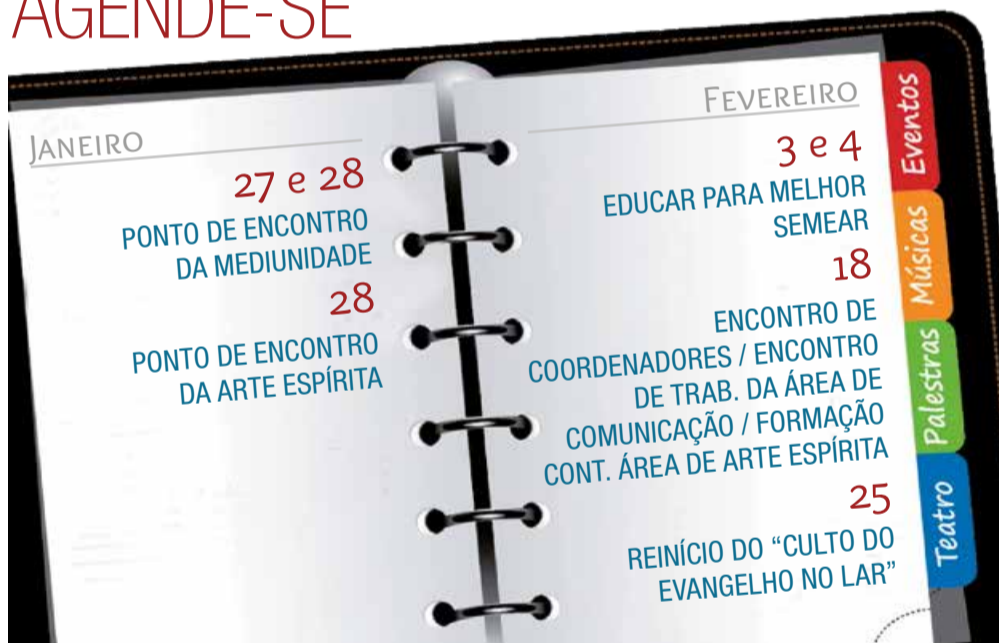 AGENDE-SE
JANEIRO
27 e 28
PONTO DE ENCONTRO
DA MEDIUNIDADE
28
PONTO DE ENCONTRO
DA ARTE ESPÍRITA
FEVEREIRO
3 e 4
EDUCAR PARA MELHOR
SEMEAR
18
ENCONTRO DE
COORDENADORES / ENCONTRO
DE TRAB. DA ÁREA DE
COMUNICAÇÃO / FORMAÇÃO
CONT. ÁREA DE ARTE ESPÍRITA
25
REINÍCIO DO “CULTO DO
EVANGELHO NO LAR”
Eventos
Músicas
Palestras
Teatro